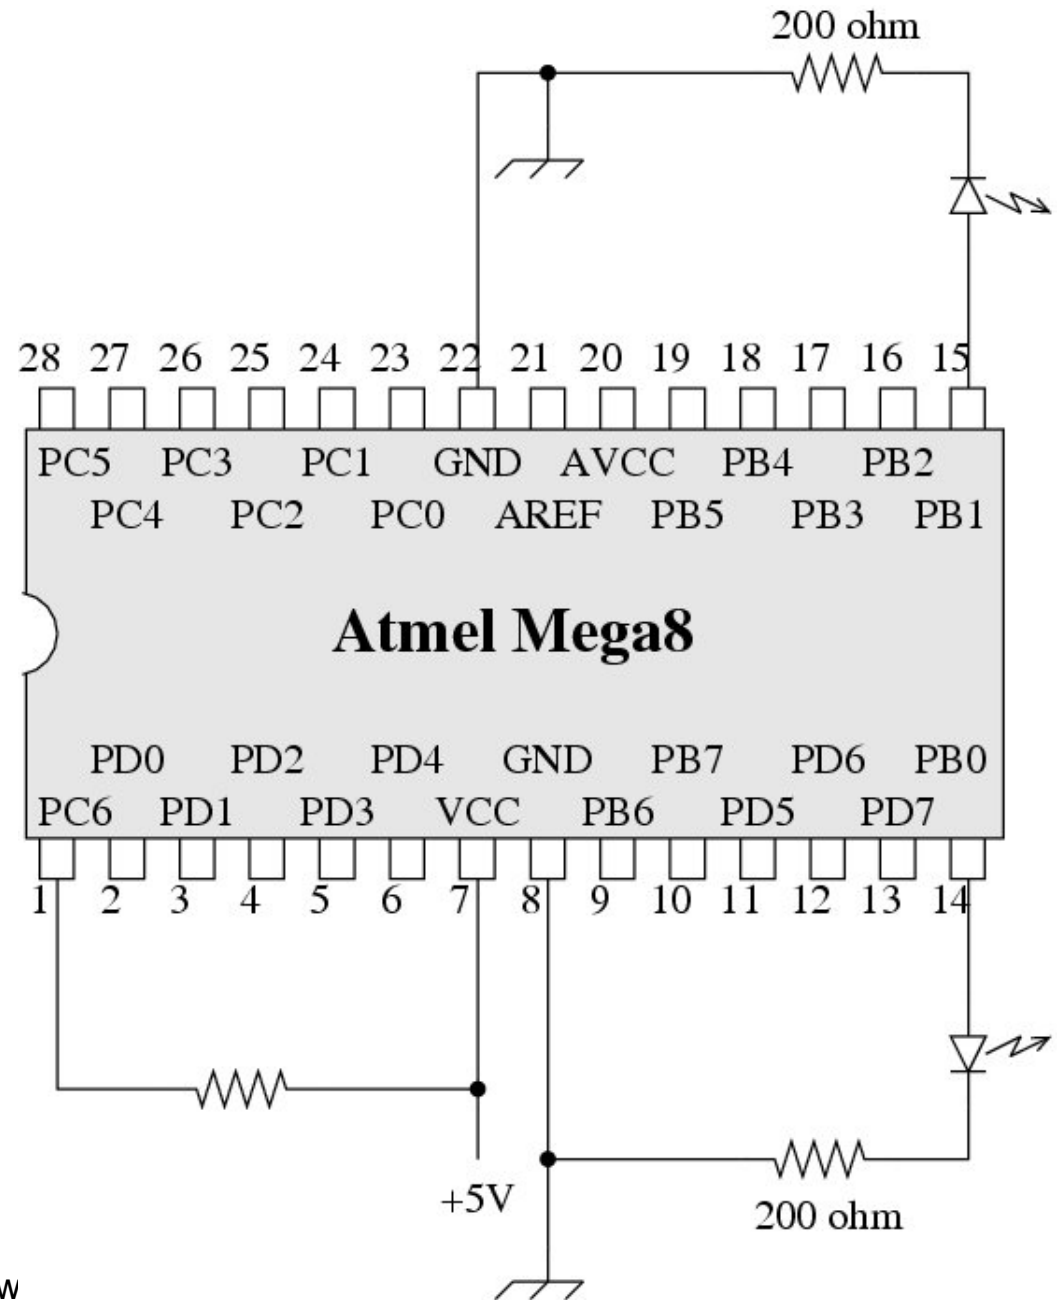 200 ohm
28 27 26 25 24 23 22 21 20 19 18 17 16 15
PC5 PC3 PC1 GND AVCC PB4 PB2
PC4 PC2 PC0 AREF PB5 PB3 PB1
Atmel Mega8
PD0 PD2 PD4 GND PB7 PD6 PB0
PC6 PD1 PD3 VCC PB6 PD5 PD7
1 2 3 4 5 6 7 8 9 10 11 12 13 14
+5V
200 ohm
w